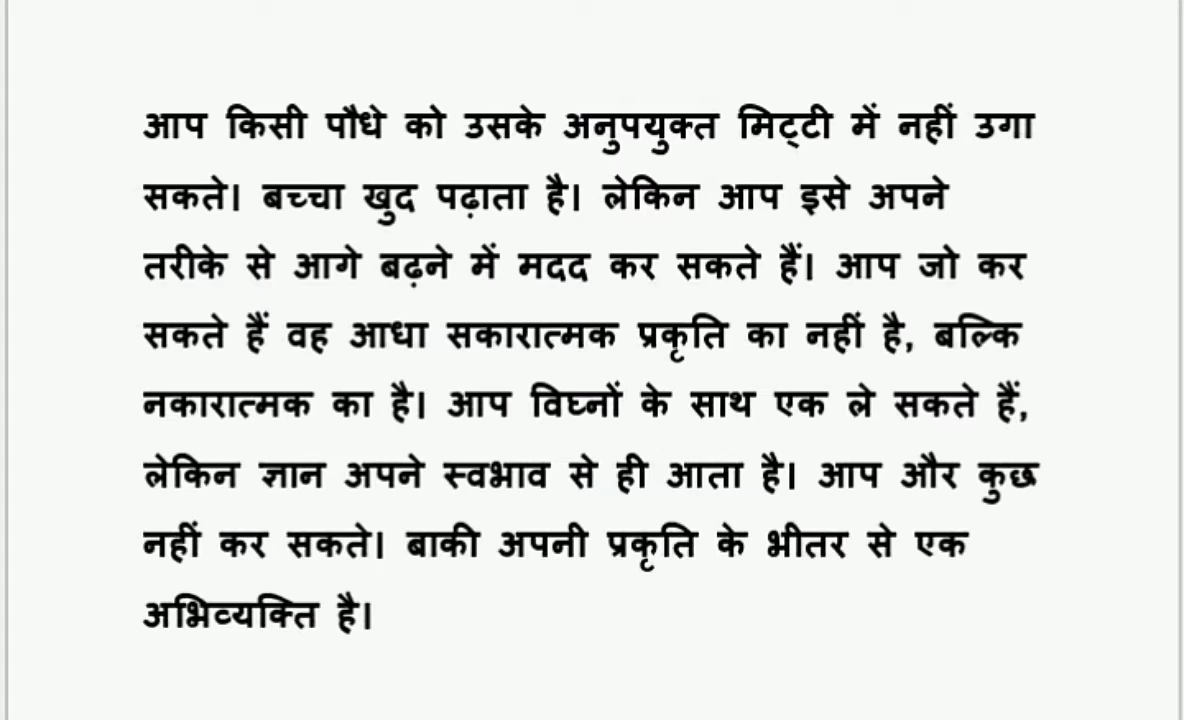 आप किसी पौधे को उसके अनुपयुक्त मिट्टी में नहीं उगा
सकते। बच्चा खुद पढ़ाता है। लेकिन आप इसे अपने
तरीके से आगे बढ़ने में मदद कर सकते हैं। आप जो कर
सकते हैं वह आधा सकारात्मक प्रकृति का नहीं है, बल्कि
नकारात्मक का है। आप विघ्नों के साथ एक ले सकते हैं,
लेकिन ज्ञान अपने स्वभाव से ही आता है। आप और कुछ
नहीं कर सकते। बाकी अपनी प्रकृति के भीतर से एक
अभिव्यक्ति है।